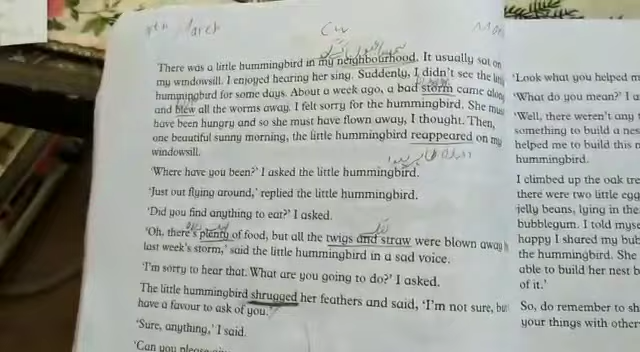 March
CW
There was a little hummingbird in my neighbourhood. It usually sat on
my windowsill. I enjoyed hearing her sing. Suddenly, I didn't see the
hummingbird for some days. About a week ago, a bad storm came along
and blew all the worms away. I felt sorry for the hummingbird. She must
have been hungry and so she must have flown away, I thought. Then,
one beautiful sunny morning, the little hummingbird reappeared on my
windowsill.
'Where have you been?' I asked the little hummingbird.
'Just out flying around,' replied the little hummingbird.
'Did you find anything to eat?' I asked.
'Oh, there's plenty of food, but all the twigs and straw were blown away
last week's storm,' said the little hummingbird in a sad voice.
'I'm sorry to hear that. What are you going to do?' I asked.
The little hummingbird shrugged her feathers and said, 'I'm not sure, bu
have a favour to ask of you.'
'Sure, anything,' I said.
'Can you please
'Look what you helped m
'What do you mean?' I a
'Well, there weren't any
something to build a nes
helped me to build this n
hummingbird.
I climbed up the oak tre
there were two little egg
jelly beans, lying in the
bubblegum. I told myse
happy I shared my bub
the hummingbird. She
able to build her nest b
of it.'
So, do remember to sh
your things with other